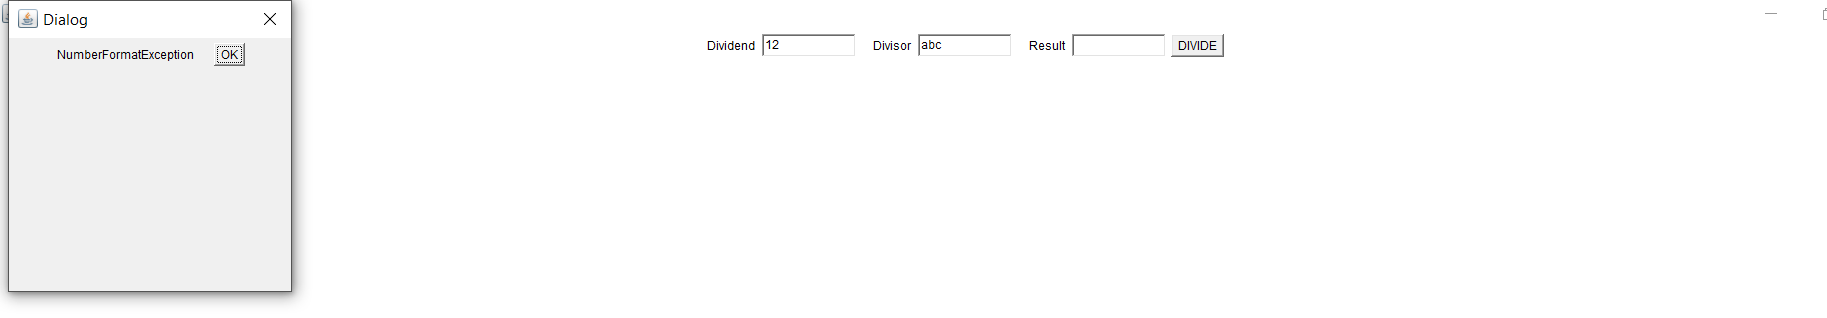 Dialog
NumberFormatException OK
Dividend 12 Divisor abc Result DIVIDE